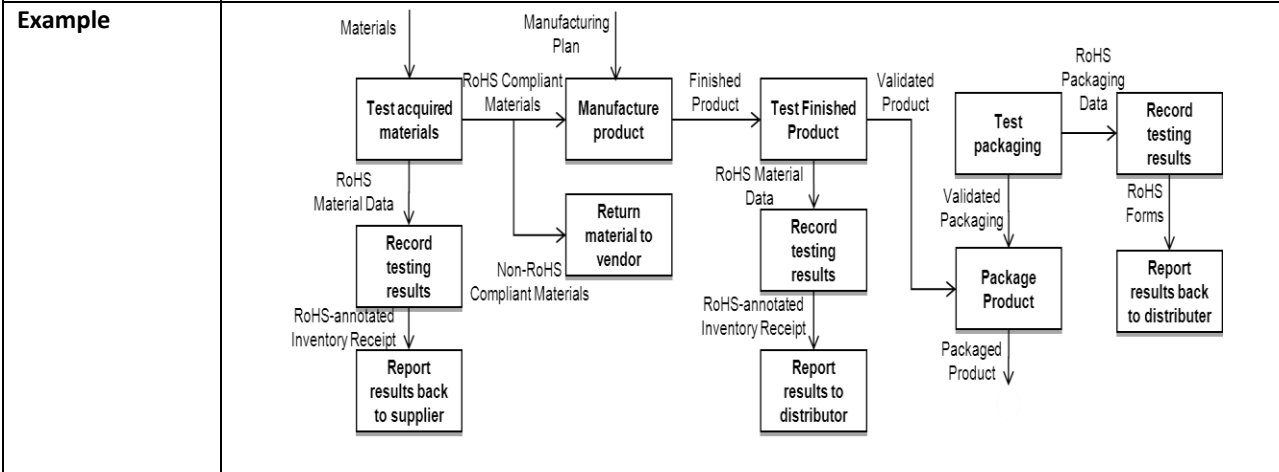 Example
Materials
Manufacturing
Plan
Test acquired
materials
RoHS Compliant
Materials
Manufacture
product
Finished
Product
Test Finished
Product
Validated
Product
Test
packaging
RoHS
Packaging
Data
Record
testing
results
RoHS
Material Data
Return
material to
vendor
RoHS Material
Data
Validated
Packaging
RoHS
Forms
Record
testing
results
Non-RoHS
Compliant Materials
Record
testing
results
Package
Product
Report
results back
to distributer
RoHS-annotated
Inventory Receipt
RoHS-annotated
Inventory Receipt
Packaged
Product
Report
results back
to supplier
Report
results to
distributor